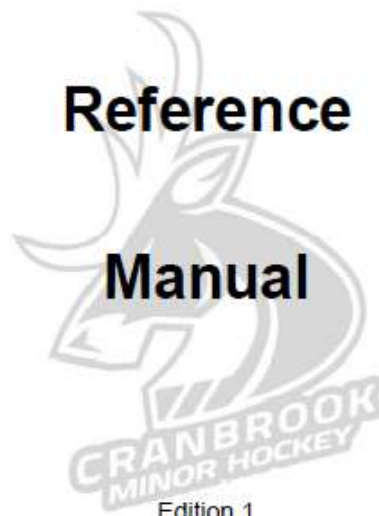 Reference
Manual
CRANBROOK
MINOR HOCKEY
Edition 1